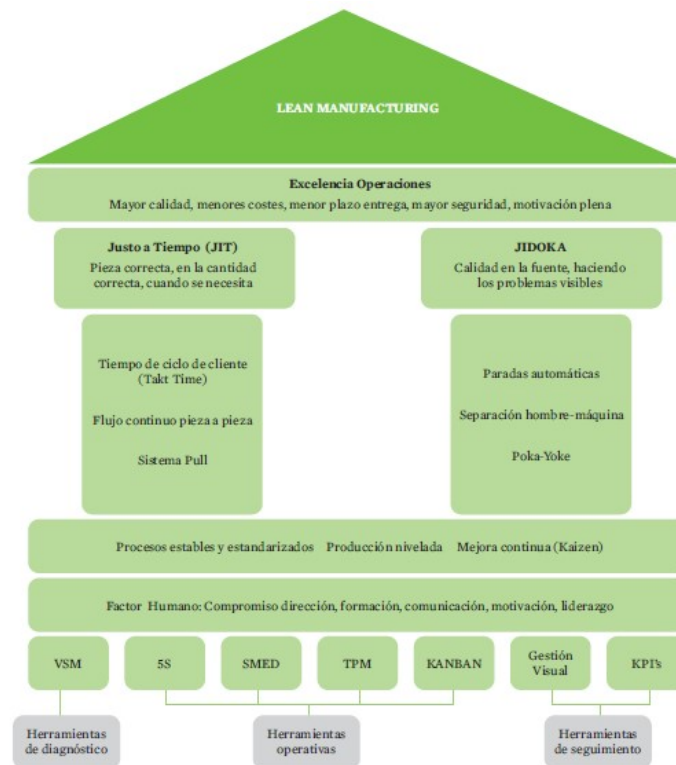 LEAN MANUFACTURING
Excelencia Operaciones
Mayor calidad, menores costes, menor plazo entrega, mayor seguridad, motivación plena
Justo a Tiempo (JIT)
Pieza correcta, en la cantidad
correcta, cuando se necesita
JIDOKA
Calidad en la fuente, haciendo
los problemas visibles
Tiempo de ciclo de cliente
(Takt Time)
Flujo continuo pieza a pieza
Sistema Pull
Paradas automáticas
Separación hombre-máquina
Poka-Yoke
Procesos estables y estandarizados Producción nivelada Mejora continua (Kaizen)
Factor Humano: Compromiso dirección, formación, comunicación, motivación, liderazgo
VSM
5S
SMED
TPM
KANBAN
Gestión
Visual
KPI's
Herramientas
de diagnóstico
Herramientas
operativas
Herramientas
de seguimiento